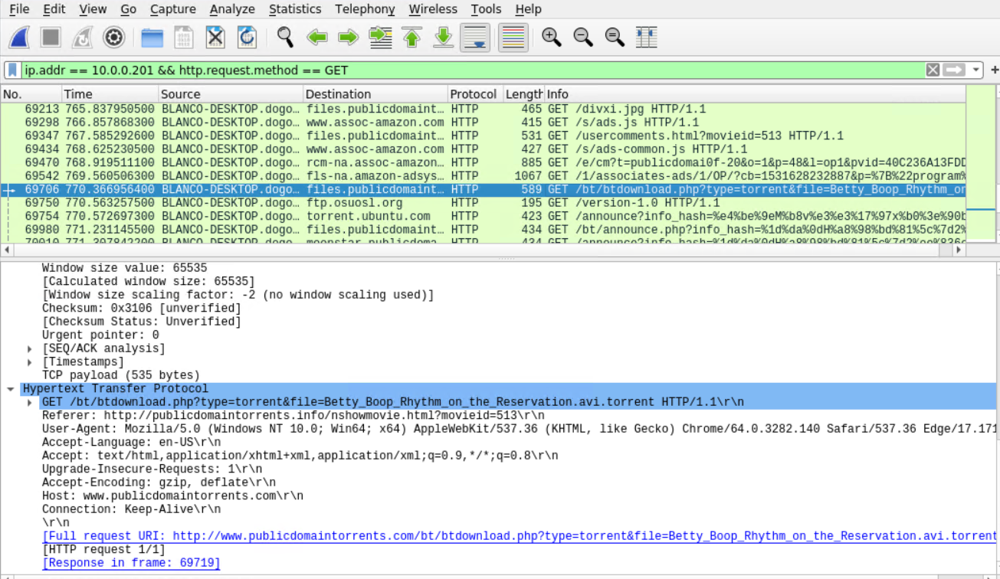 File Edit View Go Capture Analyze Statistics Telephony Wireless Tools Help
ip.addr == 10.0.0.201 && http.request.method == GET
No. Time Source Destination Protocol Length Info
69213 765.837950500 BLANCO-DESKTOP.dogo… files.publicdomaint… HTTP 465 GET /divxi.jpg HTTP/1.1
69298 766.857868300 BLANCO-DESKTOP.dogo… www.assoc-amazon.com HTTP 415 GET /s/ads.js HTTP/1.1
69347 767.585292600 BLANCO-DESKTOP.dogo… files.publicdomaint… HTTP 531 GET /usercomments.html?movieid=513 HTTP/1.1
69434 768.625230500 BLANCO-DESKTOP.dogo… www.assoc-amazon.com HTTP 427 GET /s/ads-common.js HTTP/1.1
69470 768.919511100 BLANCO-DESKTOP.dogo… rcm-na.assoc-amazon… HTTP 885 GET /e/cm?t=publicdomai0f-20&o=1&p=48&l=op1&pvid=40C236A13FDD
69542 769.560506300 BLANCO-DESKTOP.dogo… fls-na.amazon-adsys… HTTP 1067 GET /1/associates-ads/1/OP/?cb=1531628232887&p=%7B%22program%
69706 770.366956400 BLANCO-DESKTOP.dogo… files.publicdomaint… HTTP 589 GET /bt/btdownload.php?type=torrent&file=Betty_Boop_Rhythm_on
69750 770.563257500 BLANCO-DESKTOP.dogo… ftp.osuosl.org HTTP 195 GET /version-1.0 HTTP/1.1
69754 770.572697300 BLANCO-DESKTOP.dogo… torrent.ubuntu.com HTTP 423 GET /announce?info_hash=%e4%be%9eM%b8v%e3%e3%17%97x%b0%3e%90b
69980 771.231145500 BLANCO-DESKTOP.dogo… files.publicdomaint… HTTP 434 GET /bt/announce.php?info_hash=%1d%da%0dH%a8%98%bd%81%5c%7d2%
70010 771.307842200 BLANCO-DESKTOP.dogo… HTTP 434 GET
Window size value: 65535
[Calculated window size: 65535]
[Window size scaling factor: -2 (no window scaling used)]
Checksum: 0x3106 [unverified]
[Checksum Status: Unverified]
Urgent pointer: 0
[SEQ/ACK analysis]
[Timestamps]
TCP payload (535 bytes)
Hypertext Transfer Protocol
GET /bt/btdownload.php?type=torrent&file=Betty_Boop_Rhythm_on_the_Reservation.avi.torrent HTTP/1.1\r\n
Referer: http://publicdomaintorrents.info/nshowmovie.html?movieid=513\r\n
User-Agent: Mozilla/5.0 (Windows NT 10.0; Win64; x64) AppleWebKit/537.36 (KHTML, like Gecko) Chrome/64.0.3282.140 Safari/537.36 Edge/17.171
Accept-Language: en-US\r\n
Accept: text/html,application/xhtml+xml,application/xml;q=0.9,*/*;q=0.8\r\n
Upgrade-Insecure-Requests: 1\r\n
Accept-Encoding: gzip, deflate\r\n
Host: www.publicdomaintorrents.com\r\n
Connection: Keep-Alive\r\n
\r\n
[Full request URI: http://www.publicdomaintorrents.com/bt/btdownload.php?type=torrent&file=Betty_Boop_Rhythm_on_the_Reservation.avi.torrent
[HTTP request 1/1]
[Response in frame: 69719]